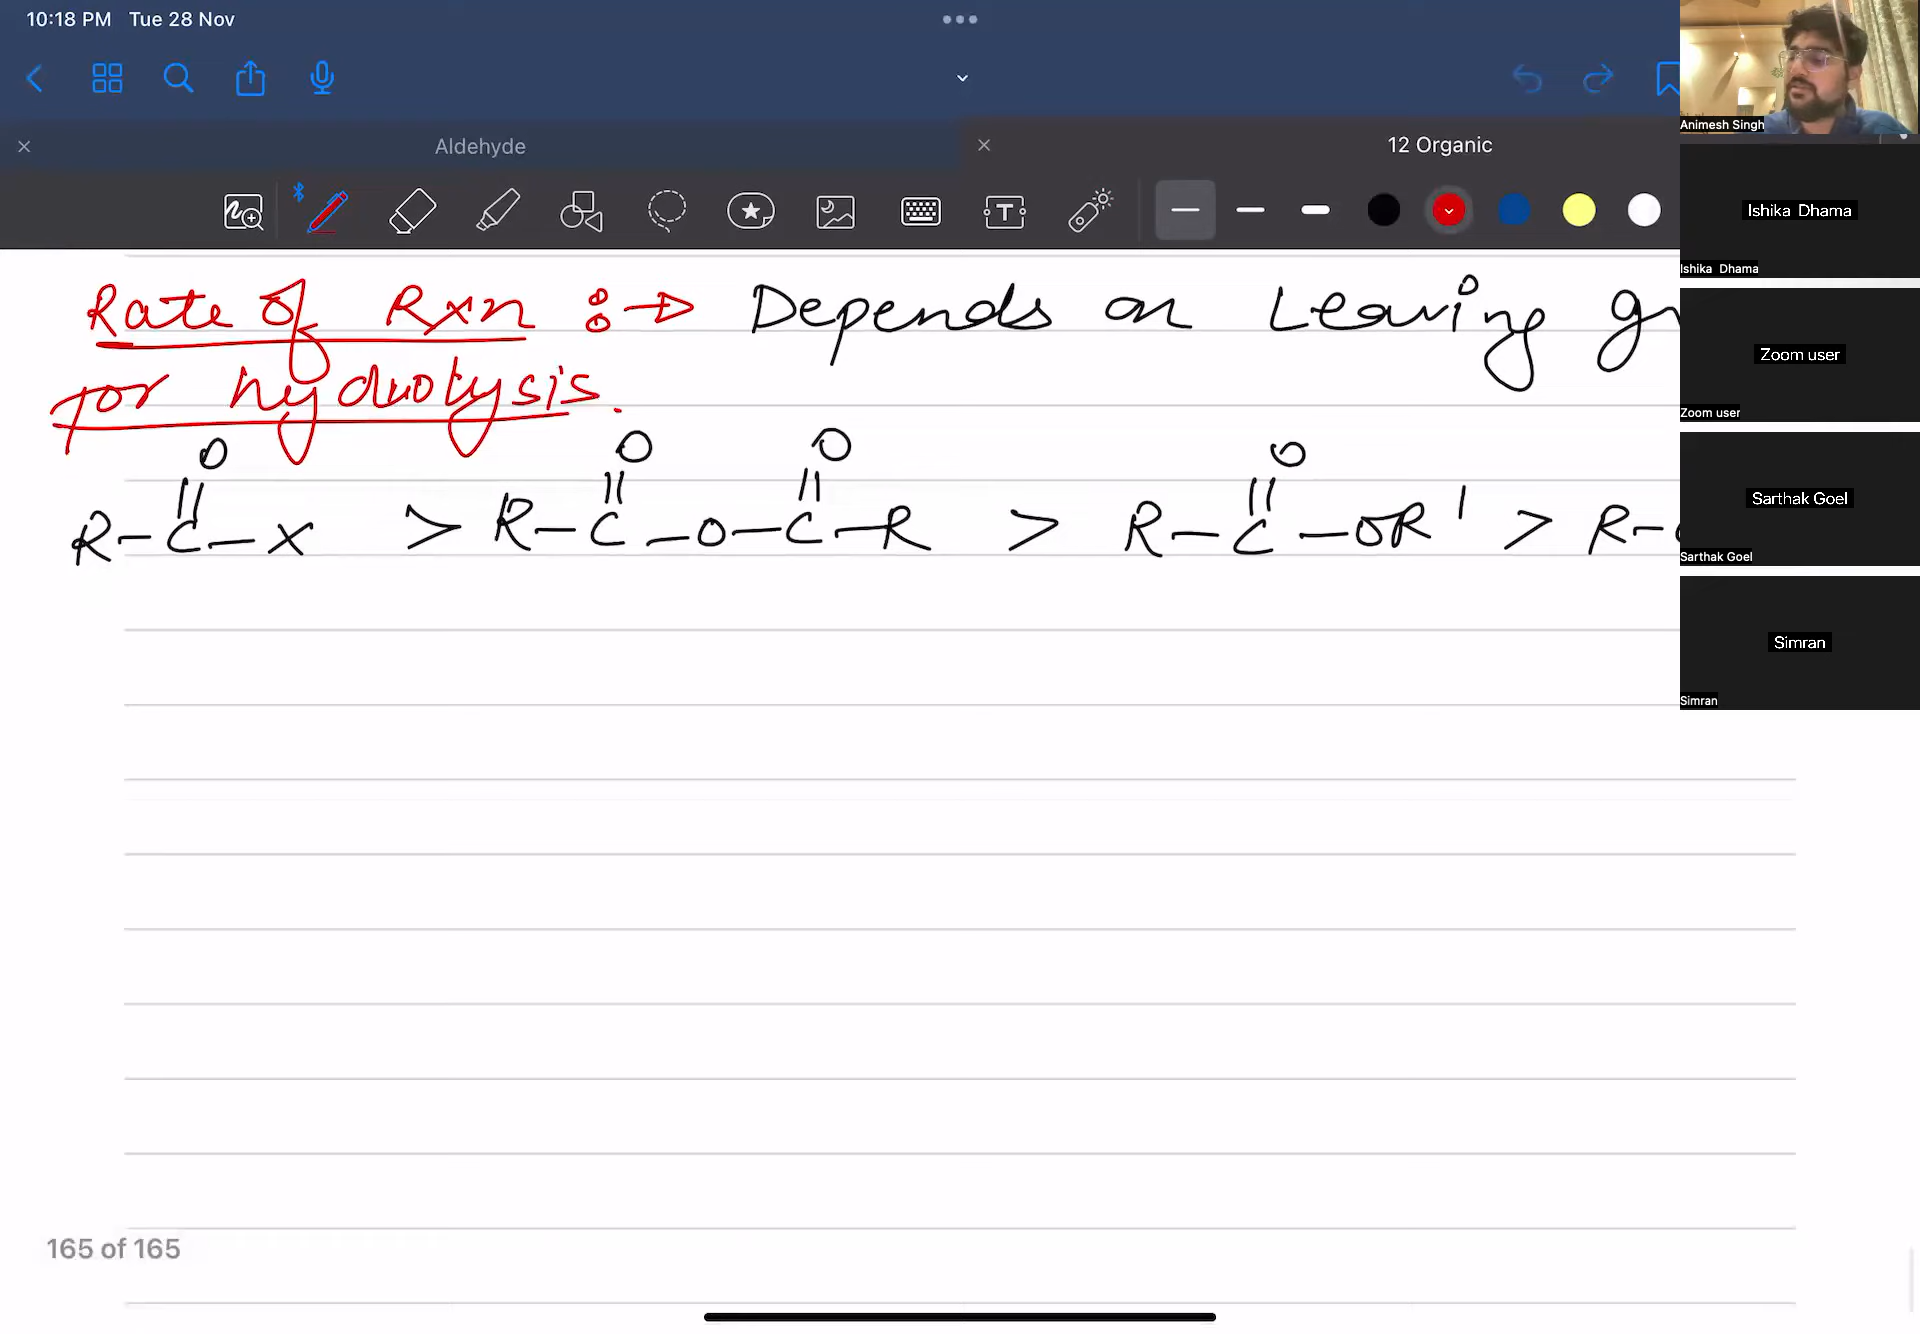 10:18 PM Tue 28 Nov
Aldehyde
12 Organic
Animesh Singh
Ishika Dhama
Ishika Dhama
Zoom user
Zoom user
Sarthak Goel
Sarthak Goel
Simran
Simran
Rate of Rxn :→ Depends on Leaving gr
for hydrolysis.
O O O O
|| || || ||
R-C-X > R-C-O-C-R > R-C-OR' > R-
165 of 165